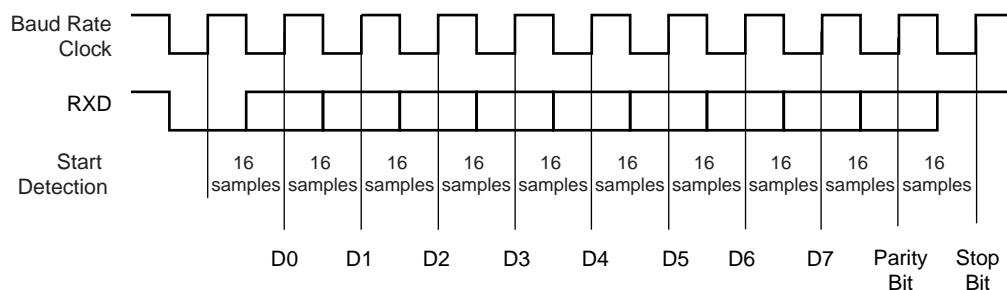 Baud Rate
Clock
RXD
Start
Detection
16 16 16 16 16 16 16 16 16 16
samples samples samples samples samples samples samples samples samples samples
D0 D1 D2 D3 D4 D5 D6 D7 Parity Stop
Bit Bit